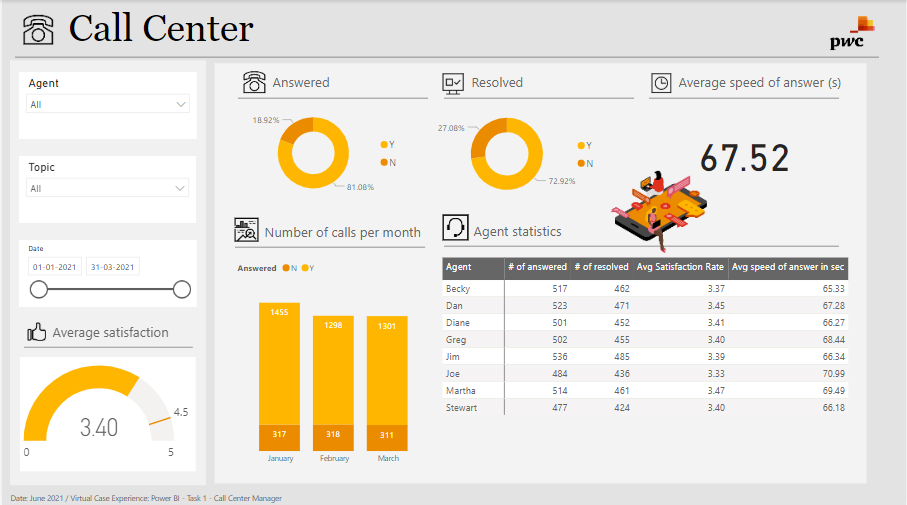 Call Center
pwc
Agent
All
Topic
All
Date
01-01-2021 31-03-2021
Average satisfaction
3.40
4.5
0 5
Answered
18.92%
81.08%
Y
N
Resolved
27.08%
72.92%
Y
N
Average speed of answer (s)
67.52
Number of calls per month
Answered N Y
1455 1298 1301
317 318 311
January February March
Agent statistics
Agent # of answered # of resolved Avg Satisfaction Rate Avg speed of answer in sec
Becky 517 462 3.37 65.33
Dan 523 471 3.45 67.28
Diane 501 452 3.41 66.27
Greg 502 455 3.40 68.44
Jim 536 485 3.39 66.34
Joe 484 436 3.33 70.99
Martha 514 461 3.47 69.49
Stewart 477 424 3.40 66.18
Date: June 2021 / Virtual Case Experience: Power BI - Task 1 - Call Center Manager